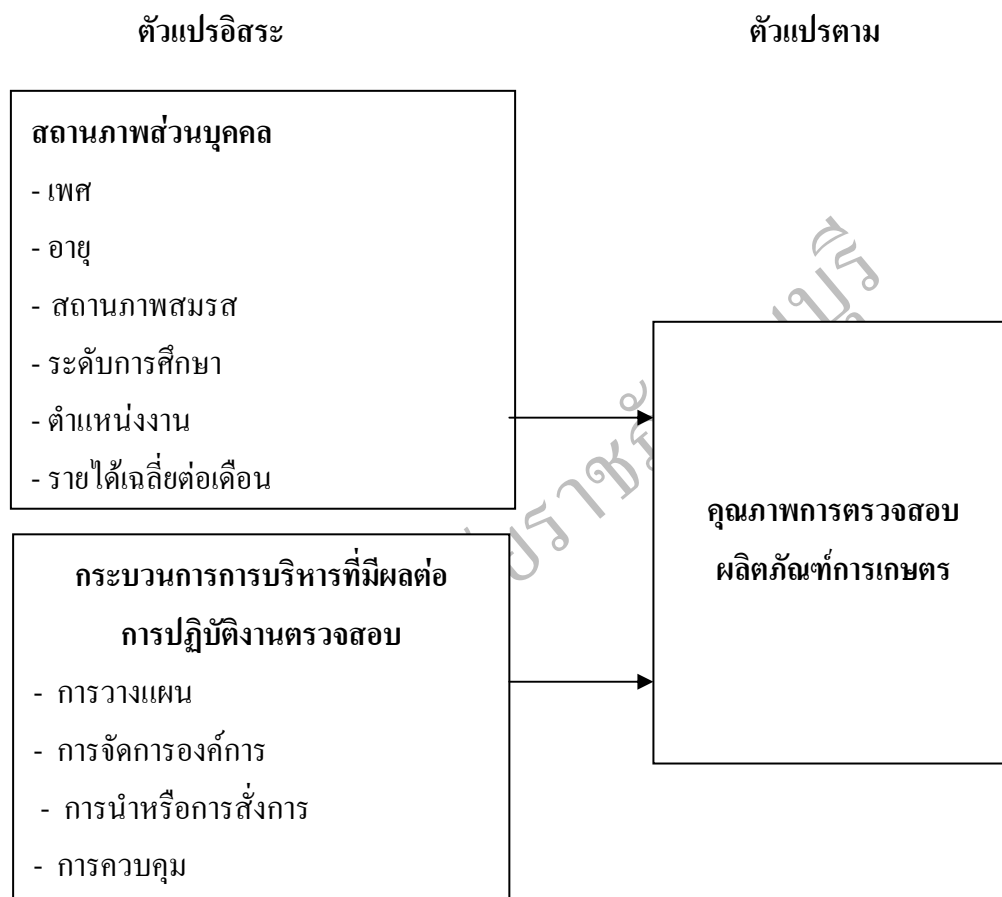 ตัวแปรอิสระ
ตัวแปรตาม
สถานภาพส่วนบุคคล
- เพศ
- อายุ
- สถานภาพสมรส
- ระดับการศึกษา
- ตำแหน่งงาน
- รายได้เฉลี่ยต่อเดือน
กระบวนการการบริหารที่มีผลต่อ
การปฏิบัติงานตรวจสอบ
- การวางแผน
- การจัดการองค์การ
- การนำหรือการสั่งการ
- การควบคุม
คุณภาพการตรวจสอบ
ผลิตภัณฑ์การเกษตร